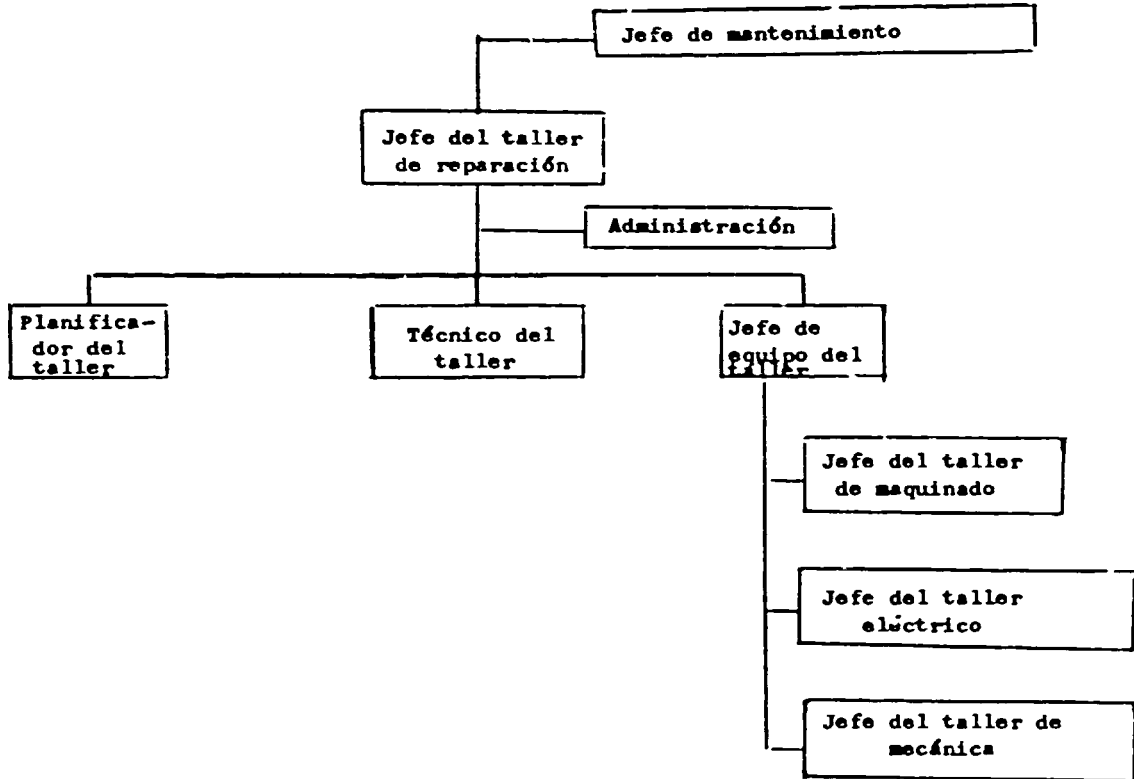 Jefe de mantenimiento
Jefe del taller
de reparación
Administración
Planifica-
dor del
taller
Técnico del
taller
Jefe de
equipo del
taller
Jefe del taller
de maquinado
Jefe del taller
eléctrico
Jefe del taller de
mecánica